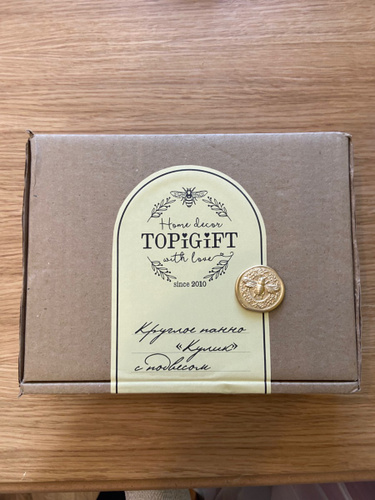 Home decor
TOPiGiFT
with love
since 2010
Круглое панно
«Кулик»
с подвесом